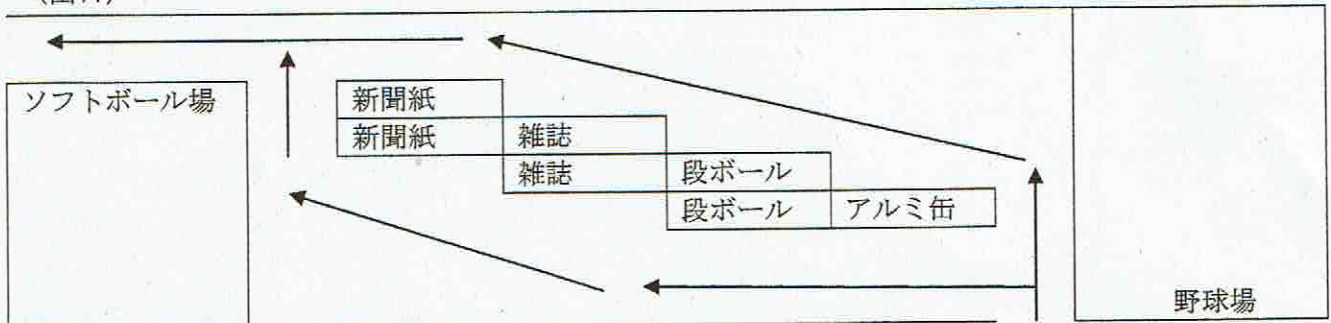 ソフトボール場
新聞紙
新聞紙 雑誌
雑誌 段ボール
段ボール アルミ缶
野球場